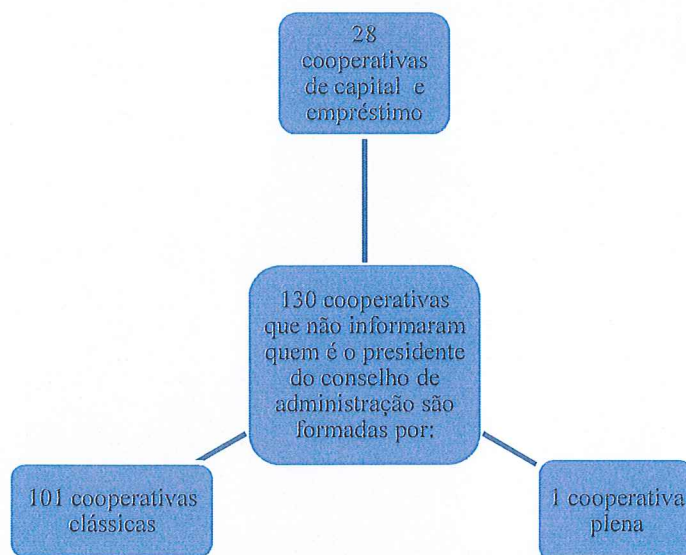 28
cooperativas
de capital e
empréstimo
130 cooperativas
que não informaram
quem é o presidente
do conselho de
administração são
formadas por:
101 cooperativas
clássicas
1 cooperativa
plena